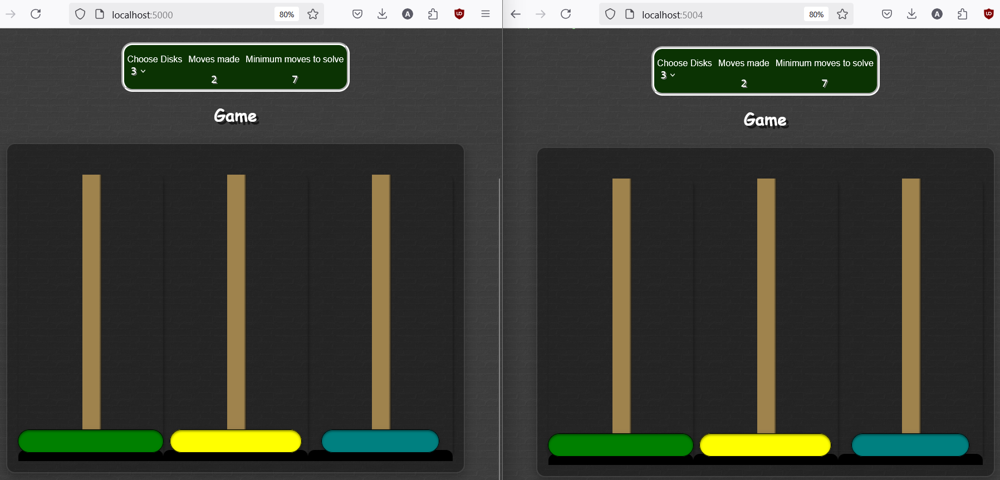 localhost:5000
80%
A
Choose Disks Moves made Minimum moves to solve
3
2 7
Game
localhost:5004
80%
A
Choose Disks Moves made Minimum moves to solve
3
2 7
Game